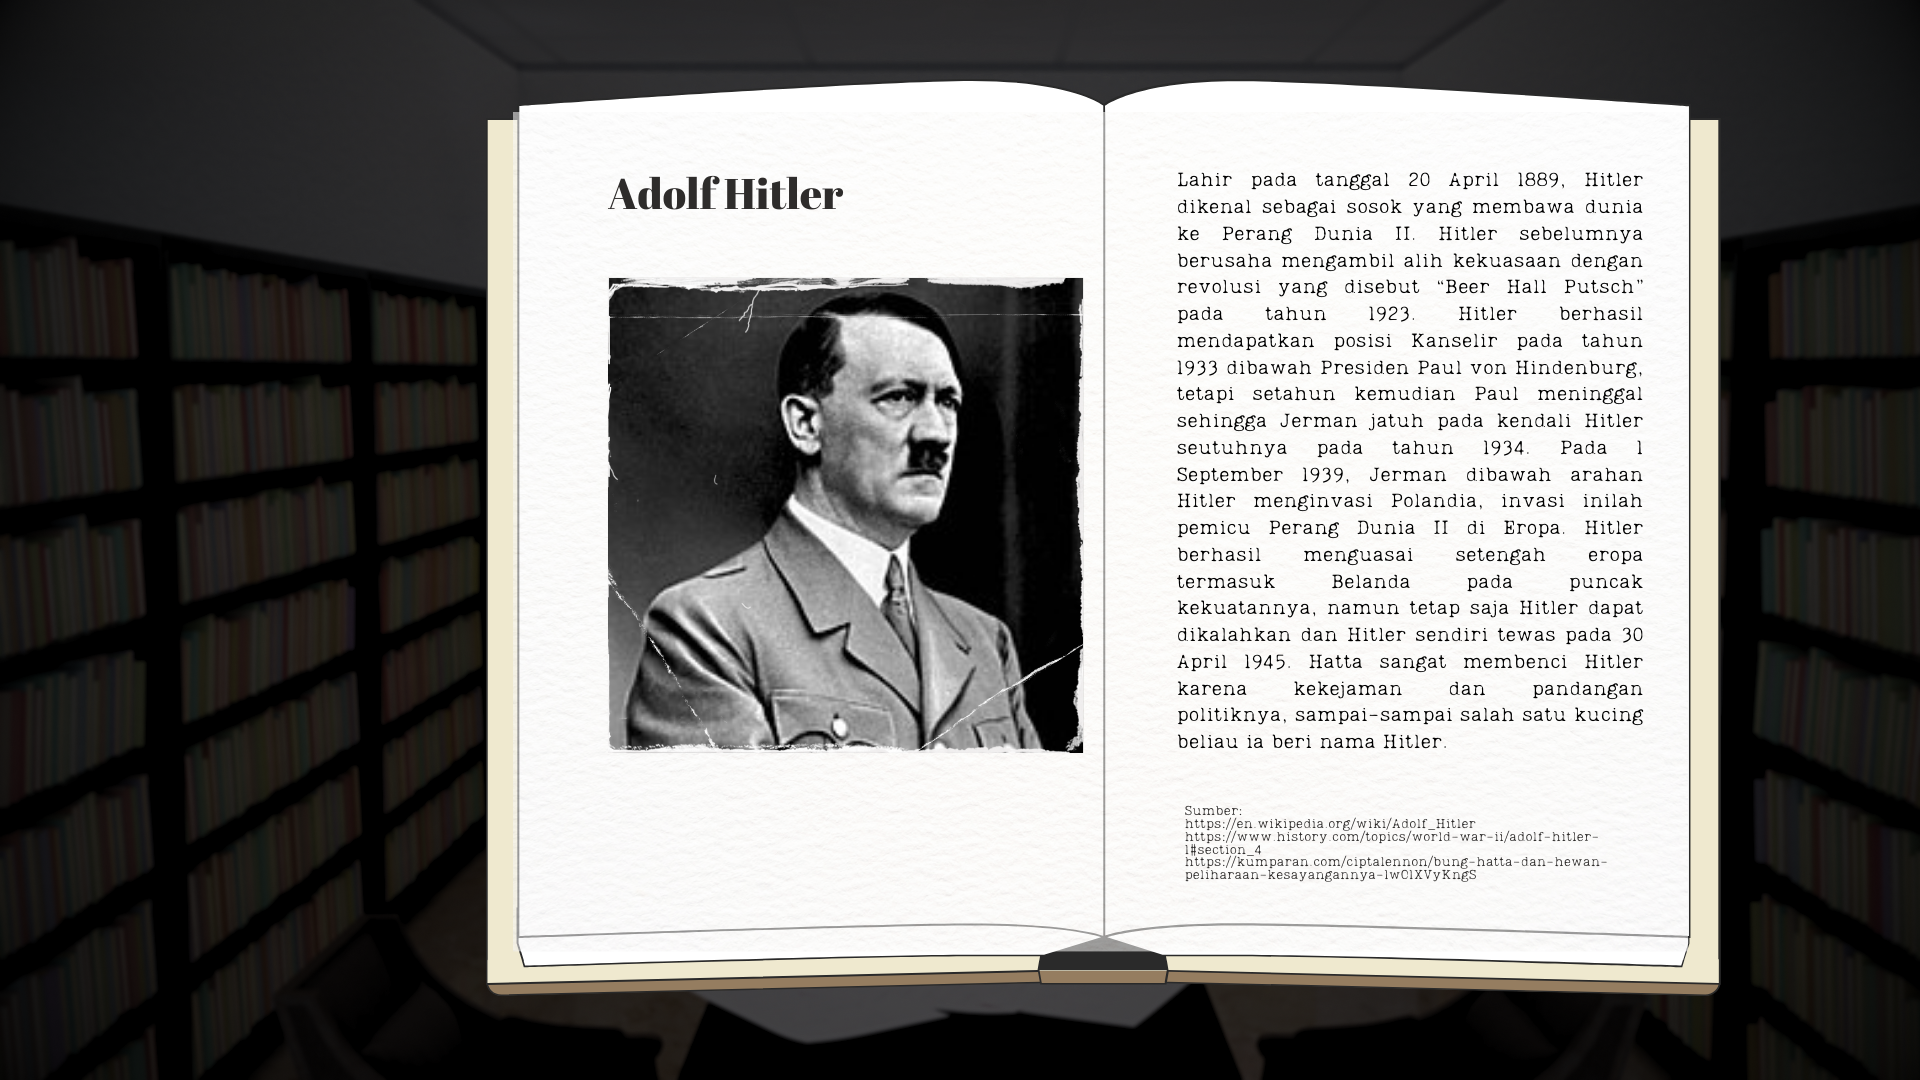 Adolf Hitler
Lahir pada tanggal 20 April 1889, Hitler
dikenal sebagai sosok yang membawa dunia
ke Perang Dunia II. Hitler sebelumnya
berusaha mengambil alih kekuasaan dengan
revolusi yang disebut “Beer Hall Putsch”
pada tahun 1923. Hitler berhasil
mendapatkan posisi Kanselir pada tahun
1933 dibawah Presiden Paul von Hindenburg,
tetapi setahun kemudian Paul meninggal
sehingga Jerman jatuh pada kendali Hitler
seutuhnya pada tahun 1934. Pada 1
September 1939, Jerman dibawah arahan
Hitler menginvasi Polandia, invasi inilah
pemicu Perang Dunia II di Eropa. Hitler
berhasil menguasai setengah eropa
termasuk Belanda pada puncak
kekuatannya, namun tetap saja Hitler dapat
dikalahkan dan Hitler sendiri tewas pada 30
April 1945. Hatta sangat membenci Hitler
karena kekejaman dan pandangan
politiknya, sampai-sampai salah satu kucing
beliau ia beri nama Hitler.
Sumber:
https://en.wikipedia.org/wiki/Adolf_Hitler
https://www.history.com/topics/world-war-ii/adolf-hitler-
1#section_4
https://kumparan.com/ciptalennon/bung-hatta-dan-hewan-
peliharaan-kesayangannya-1wO1XVyKngS